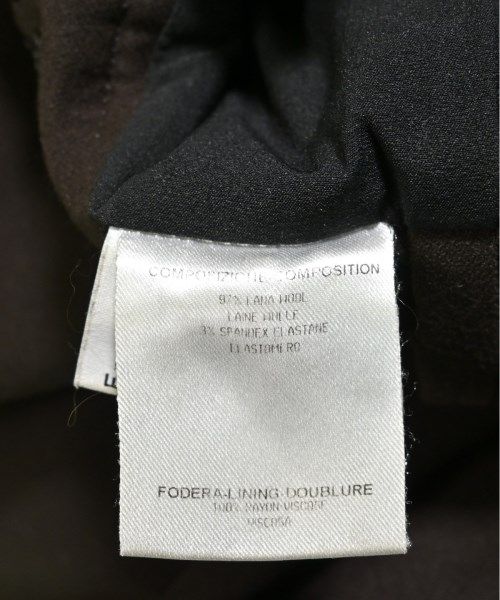 COMPOSIZIONE-COMPOSITION
97% LANA WOOL
LAINE WOLLE
3% SPANDEX ELASTANE
ELASTOMERO
FODERA-LINING-DOUBLURE
100% RAYON-VISCOSE
VISCOSA